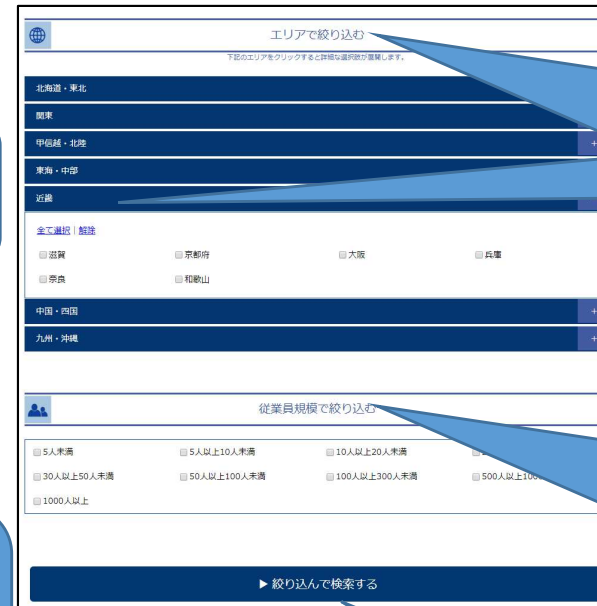 エリアで絞り込む
下記のエリアをクリックすると詳細な選択肢が展開します。
北海道・東北
関東
甲信越・北陸
+
東海・中部
近畿
全て選択 | 解除
滋賀 京都府 大阪 兵庫
奈良 和歌山
中国・四国
+
九州・沖縄
+
従業員規模で絞り込む
5人未満 5人以上10人未満 10人以上20人未満
30人以上50人未満 50人以上100人未満 100人以上300人未満 500人以上
1000人以上
▶ 絞り込んで検索する